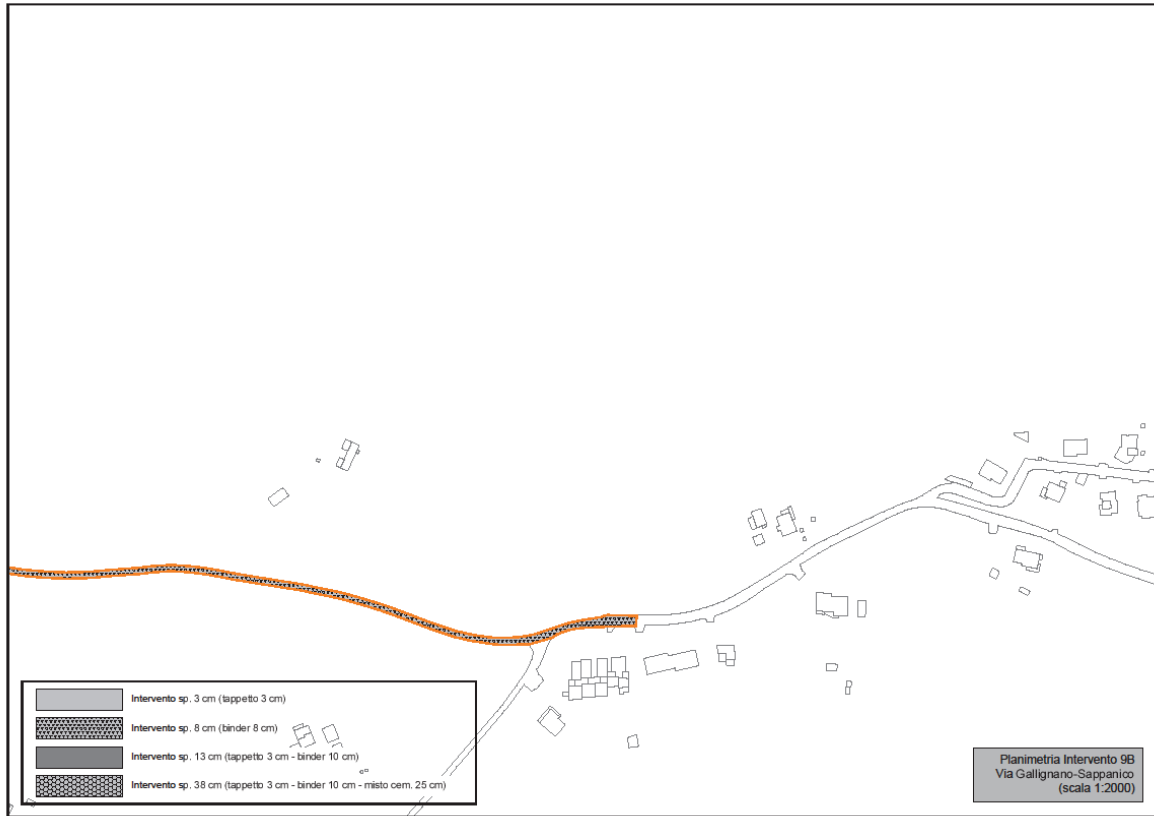 Intervento sp. 3 cm (tappetto 3 cm)
Intervento sp. 8 cm (binder 8 cm)
Intervento sp. 13 cm (tappetto 3 cm - binder 10 cm)
Intervento sp. 38 cm (tappetto 3 cm - binder 10 cm - misto cem. 25 cm)
Planimetria Intervento 9B
Via Gallignano-Sappanico
(scala 1:2000)